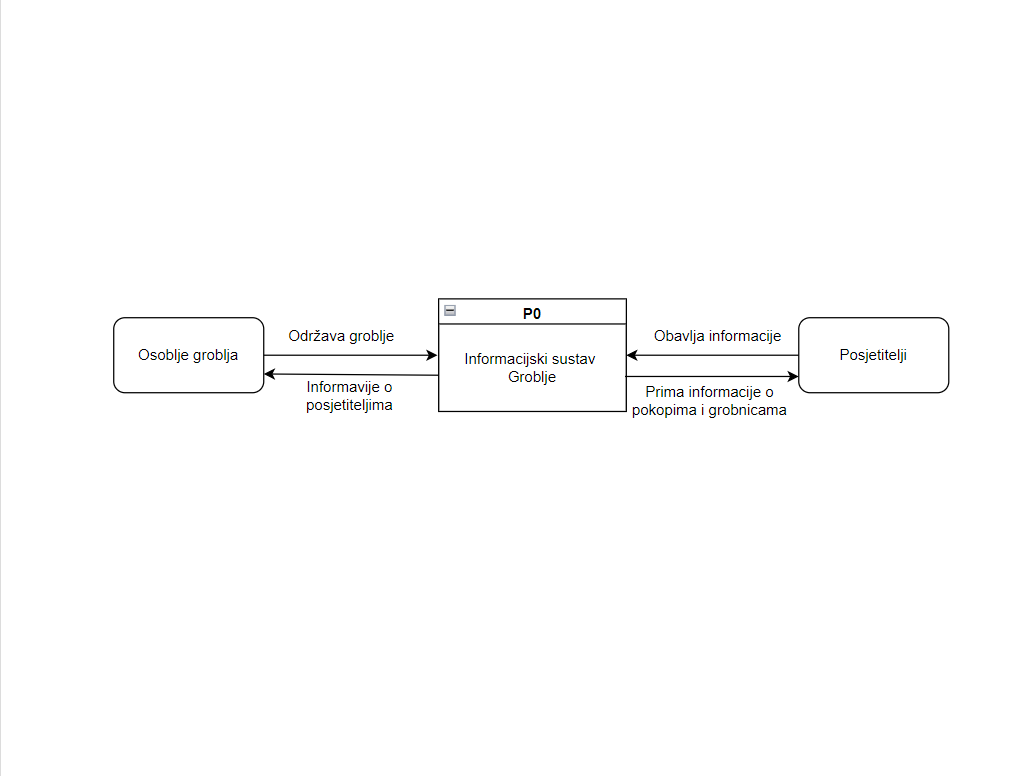 P0
Osoblje groblja
Održava groblje
Informavije o
posjetiteljima
Informacijski sustav
Groblje
Obavlja informacije
Prima informacije o
pokopima i grobnicama
Posjetitelji